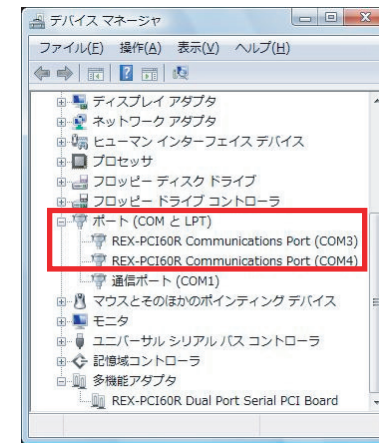 デバイス マネージャ
ファイル(F) 操作(A) 表示(V) ヘルプ(H)
ディスプレイ アダプタ
ネットワーク アダプタ
ヒューマン インターフェイス デバイス
プロセッサ
フロッピー ディスク ドライブ
フロッピー ドライブ コントローラ
ポート (COM と LPT)
REX-PCI60R Communications Port (COM3)
REX-PCI60R Communications Port (COM4)
通信ポート (COM1)
マウスとそのほかのポインティング デバイス
モニタ
ユニバーサル シリアル バス コントローラ
記憶域コントローラ
多機能アダプタ
REX-PCI60R Dual Port Serial PCI Board